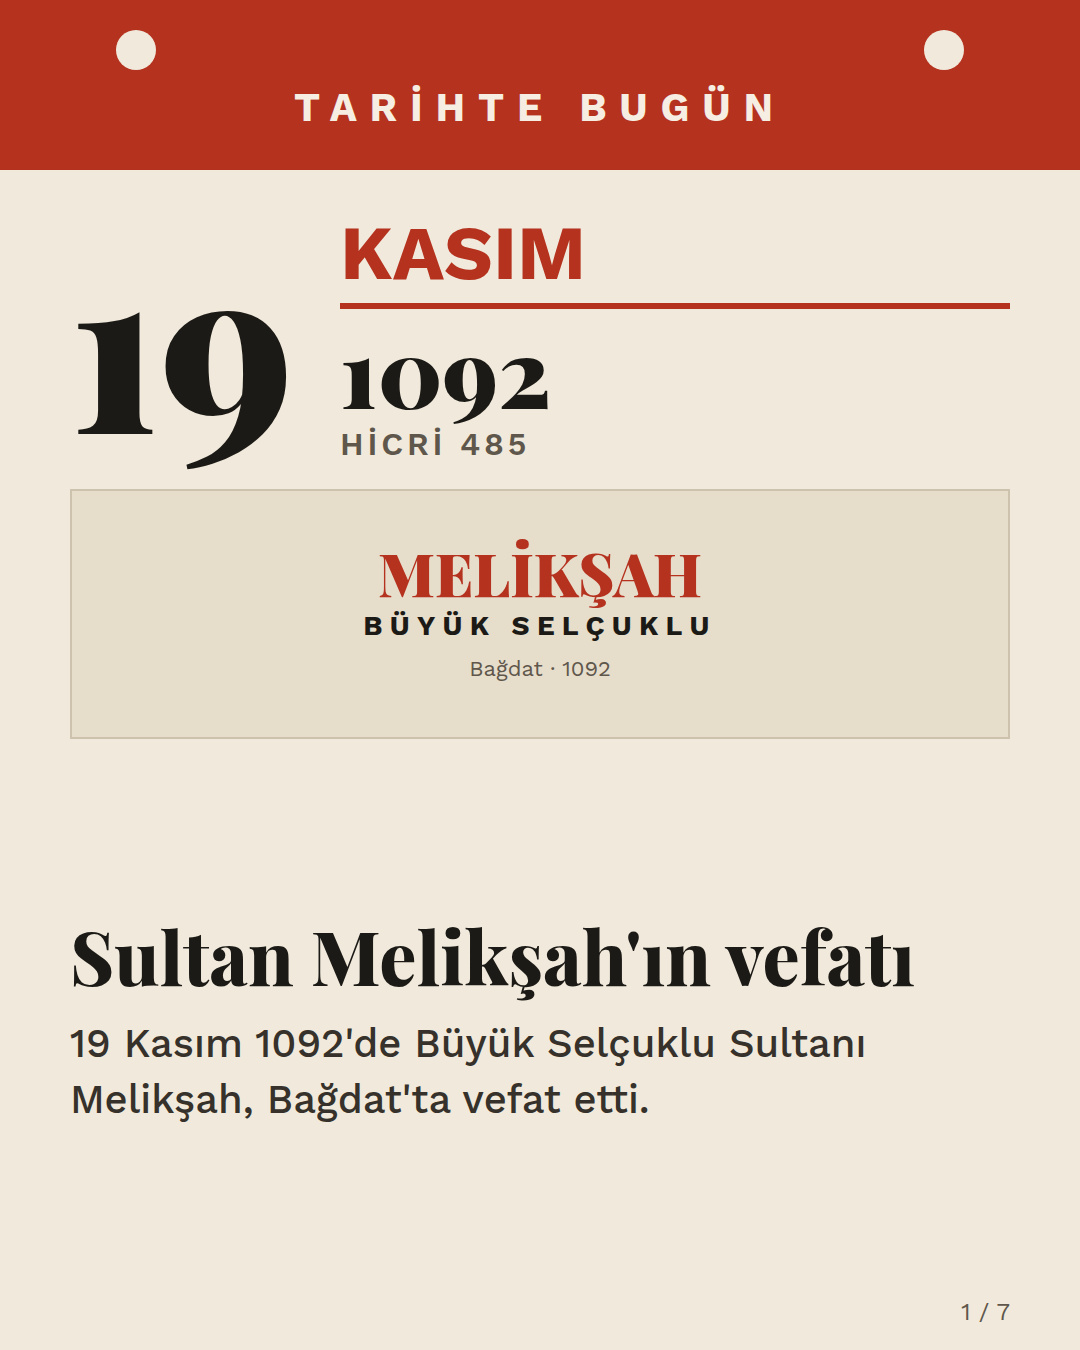 TARİHTE BUGÜN
19
KASIM
1092
HİCRİ 485
MELİKŞAH
BÜYÜK SELÇUKLU
Bağdat · 1092
Sultan Melikşah'ın vefatı
19 Kasım 1092'de Büyük Selçuklu Sultanı
Melikşah, Bağdat'ta vefat etti.
1 / 7